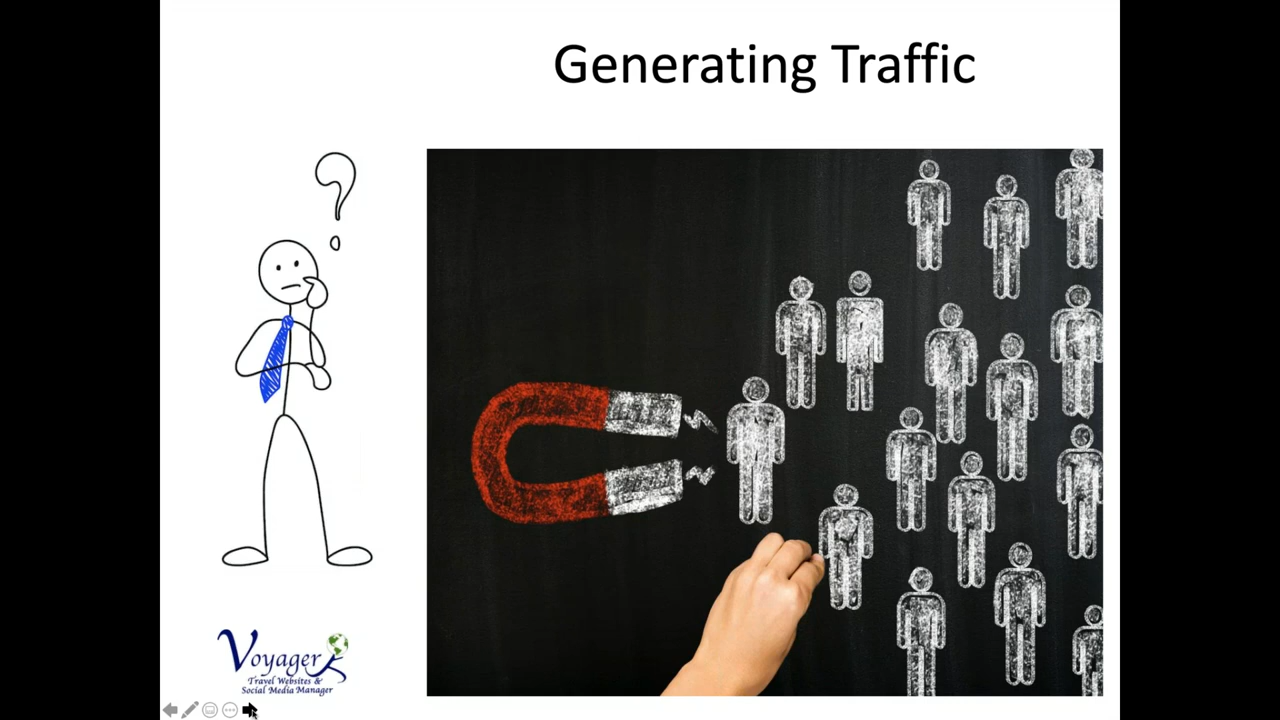 Generating Traffic
?
Voyager
Travel Websites &
Social Media Manager